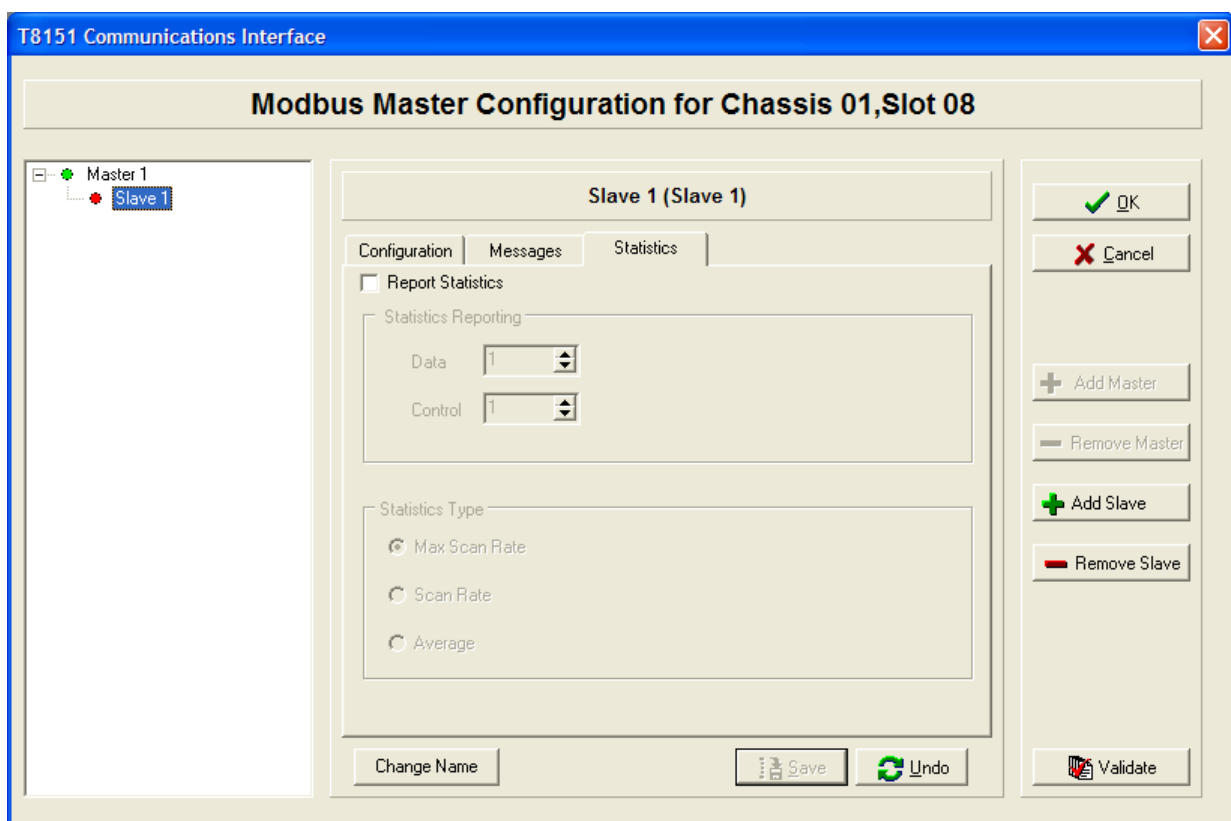 T8151 Communications Interface
Modbus Master Configuration for Chassis 01,Slot 08
Master 1
Slave 1
Slave 1 (Slave 1)
Configuration
Messages
Statistics
Report Statistics
Statistics Reporting
Data
1
Control
1
Statistics Type
Max Scan Rate
Scan Rate
Average
Change Name
Save
Undo
OK
Cancel
Add Master
Remove Master
Add Slave
Remove Slave
Validate